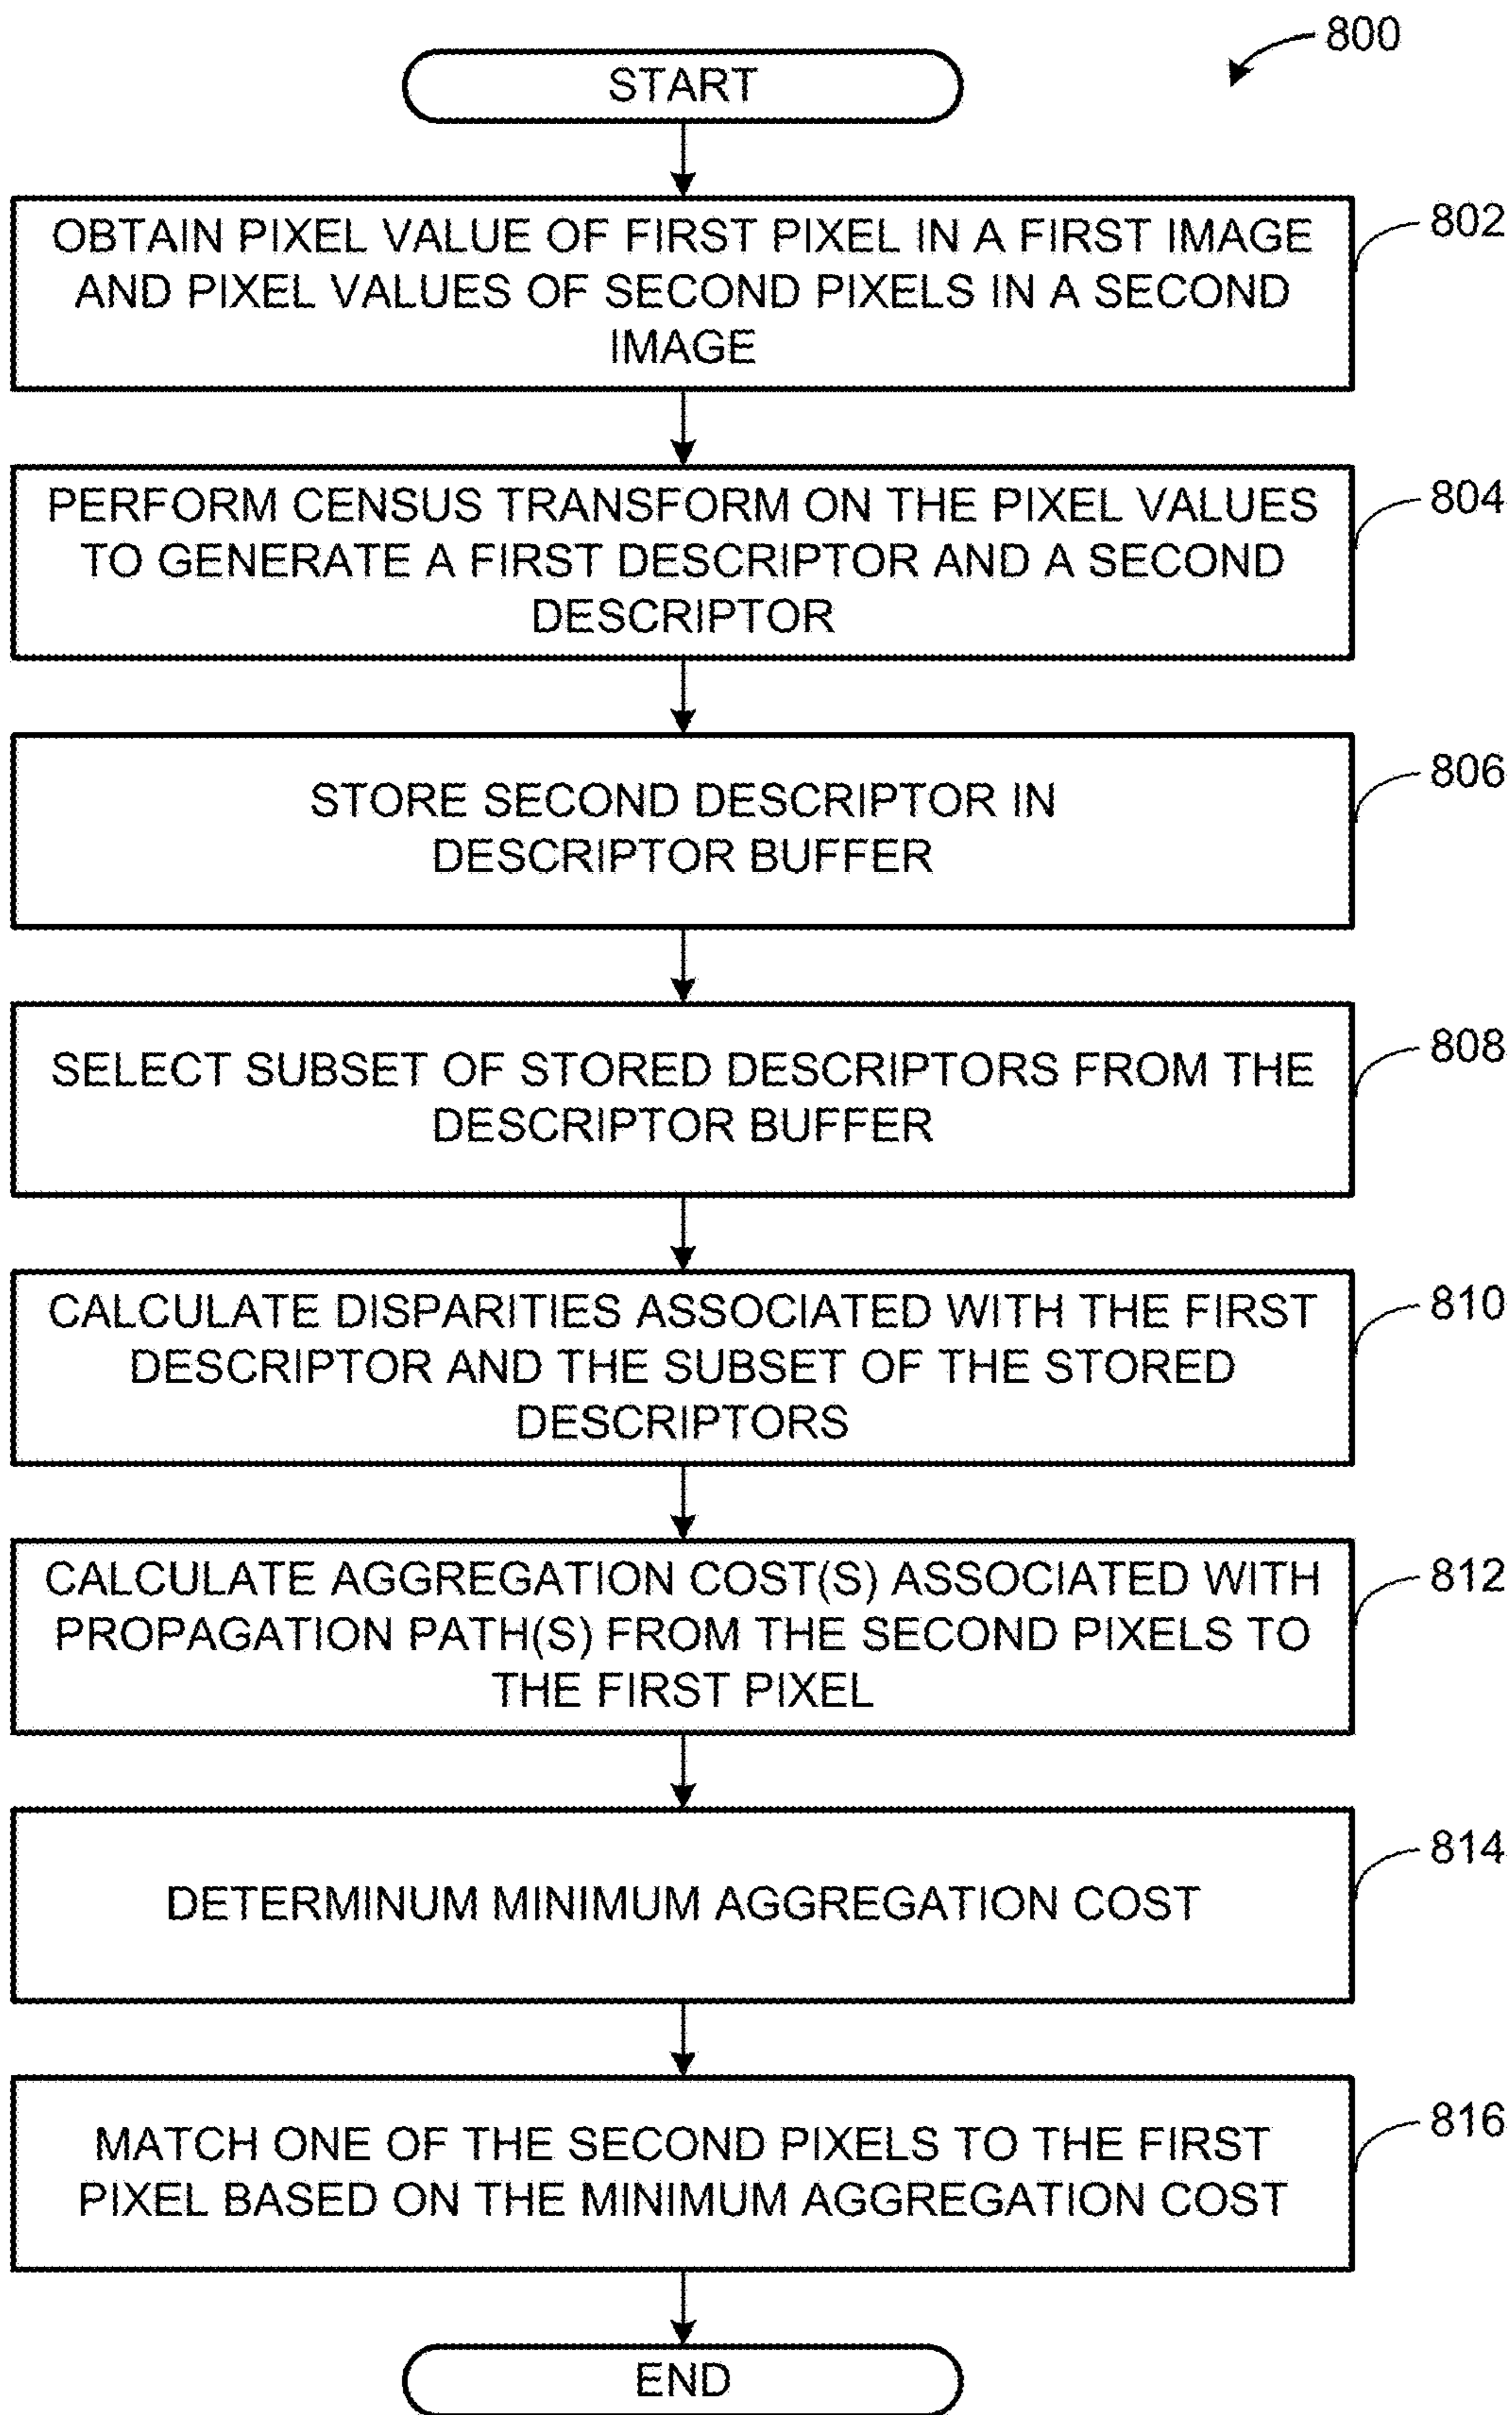 800
START
OBTAIN PIXEL VALUE OF FIRST PIXEL IN A FIRST IMAGE
AND PIXEL VALUES OF SECOND PIXELS IN A SECOND
IMAGE
802
PERFORM CENSUS TRANSFORM ON THE PIXEL VALUES
TO GENERATE A FIRST DESCRIPTOR AND A SECOND
DESCRIPTOR
804
STORE SECOND DESCRIPTOR IN
DESCRIPTOR BUFFER
806
SELECT SUBSET OF STORED DESCRIPTORS FROM THE
DESCRIPTOR BUFFER
808
CALCULATE DISPARITIES ASSOCIATED WITH THE FIRST
DESCRIPTOR AND THE SUBSET OF THE STORED
DESCRIPTORS
810
CALCULATE AGGREGATION COST(S) ASSOCIATED WITH
PROPAGATION PATH(S) FROM THE SECOND PIXELS TO
THE FIRST PIXEL
812
DETERMINUM MINIMUM AGGREGATION COST
814
MATCH ONE OF THE SECOND PIXELS TO THE FIRST
PIXEL BASED ON THE MINIMUM AGGREGATION COST
816
END